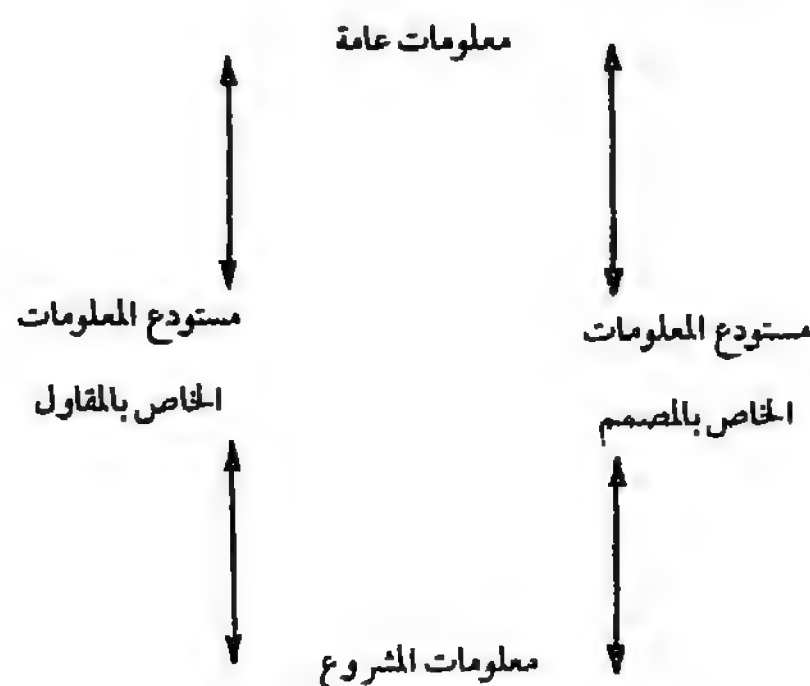 معلومات عامة
مستودع المعلومات
الخاص بالمصمم
مستودع المعلومات
الخاص بالمقاول
معلومات المشروع